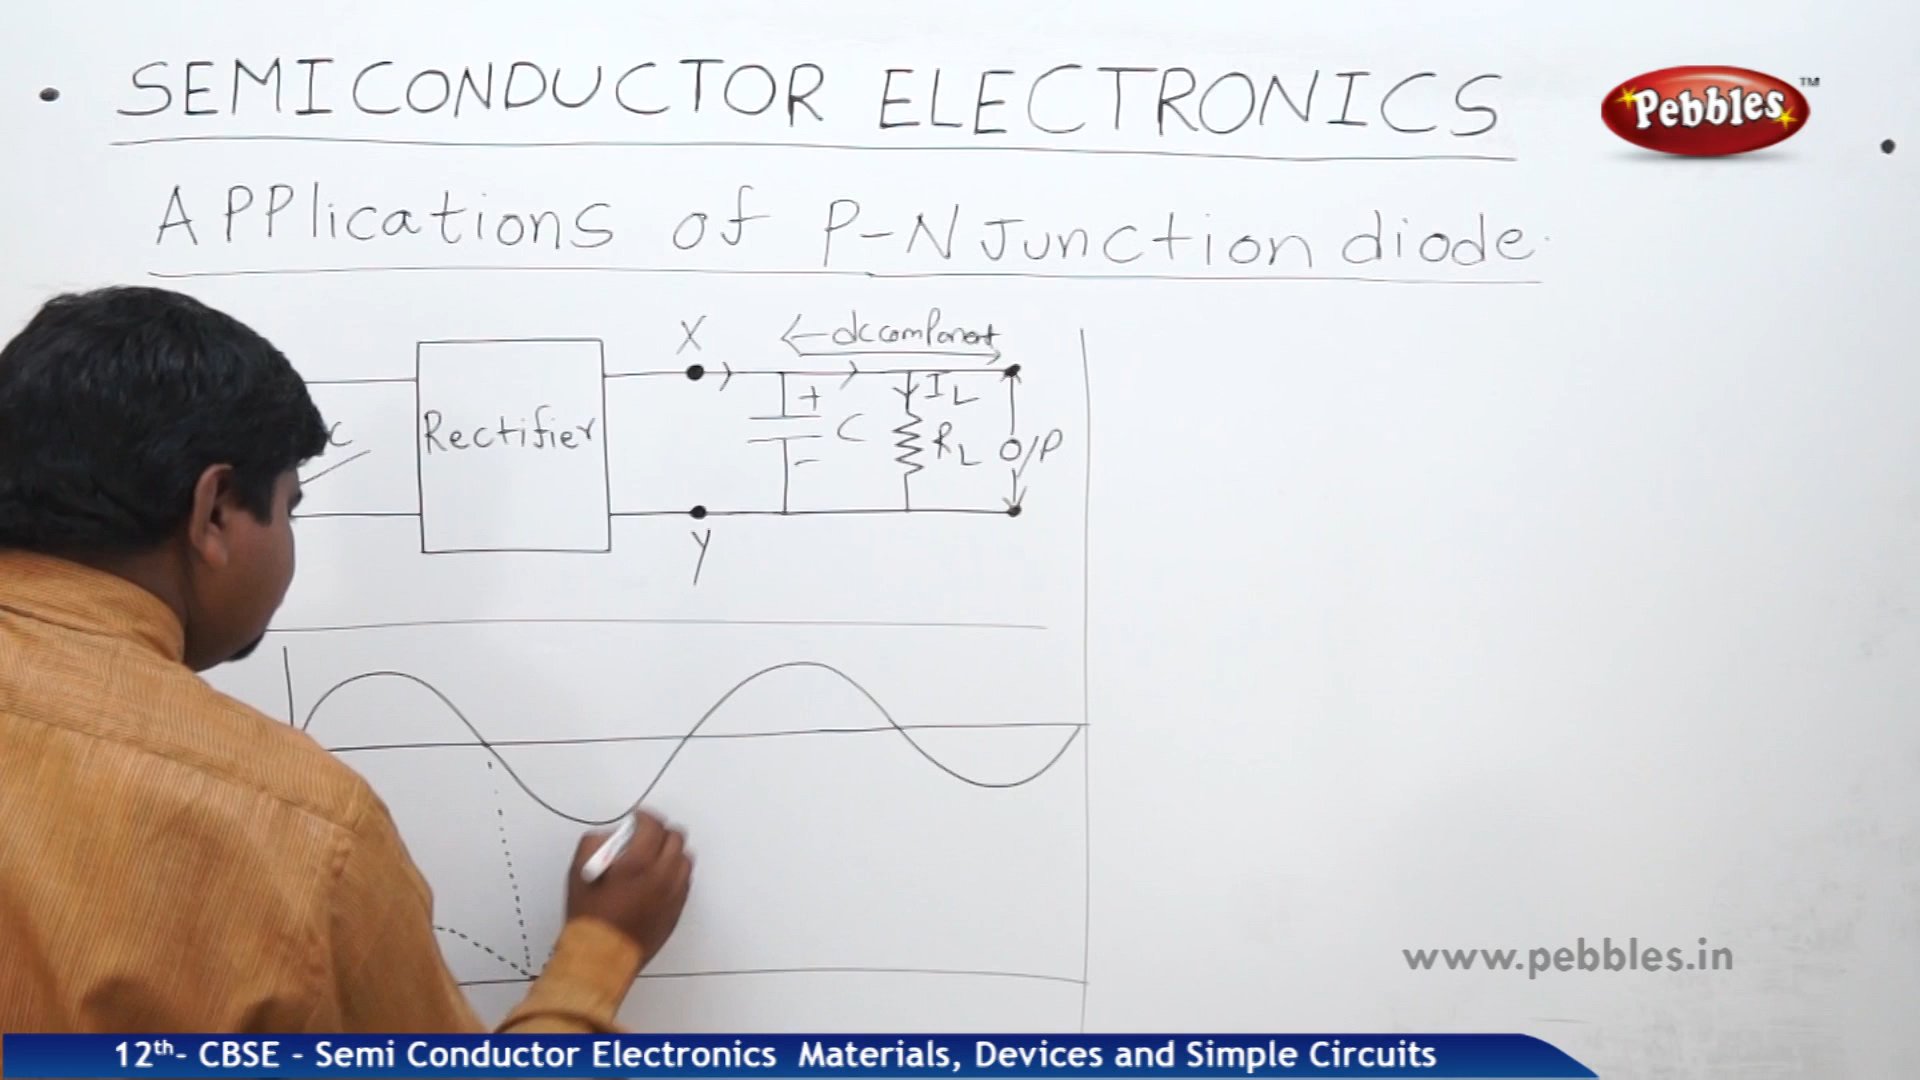 SEMICONDUCTOR ELECTRONICS
Pebbles™
Applications of P-N Junction diode.
X
dc component
+
I_L
C
Rectifier
C
R_L
O/P
-
Y
www.pebbles.in
12th- CBSE - Semi Conductor Electronics Materials, Devices and Simple Circuits